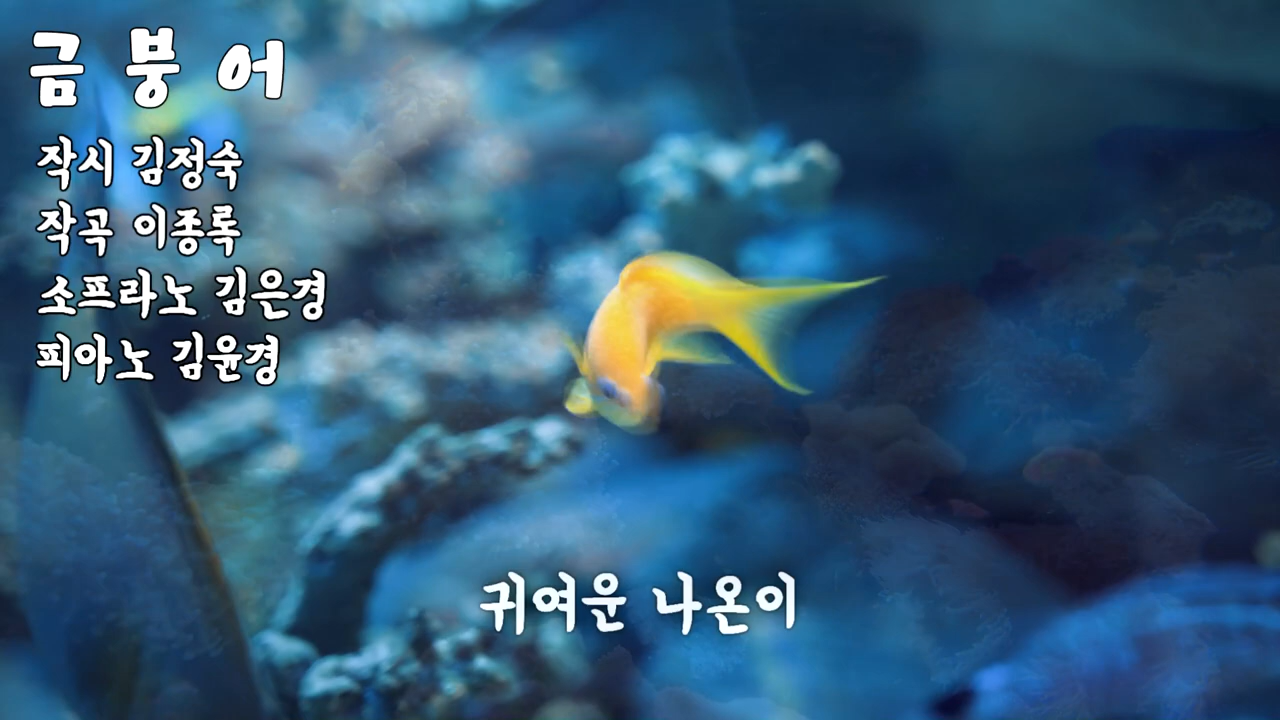 금 붕 어
작시 김정숙
작곡 이종록
소프라노 김은경
피아노 김윤경
귀여운 나온이